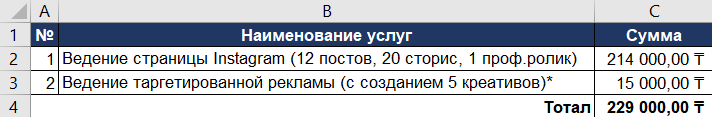 A B C
1 № Наименование услуг Сумма
2 1 Ведение страницы Instagram (12 постов, 20 сторис, 1 проф.ролик) 214 000,00 ₸
3 2 Ведение таргетированной рекламы (с созданием 5 креативов)* 15 000,00 ₸
4 Тотал 229 000,00 ₸